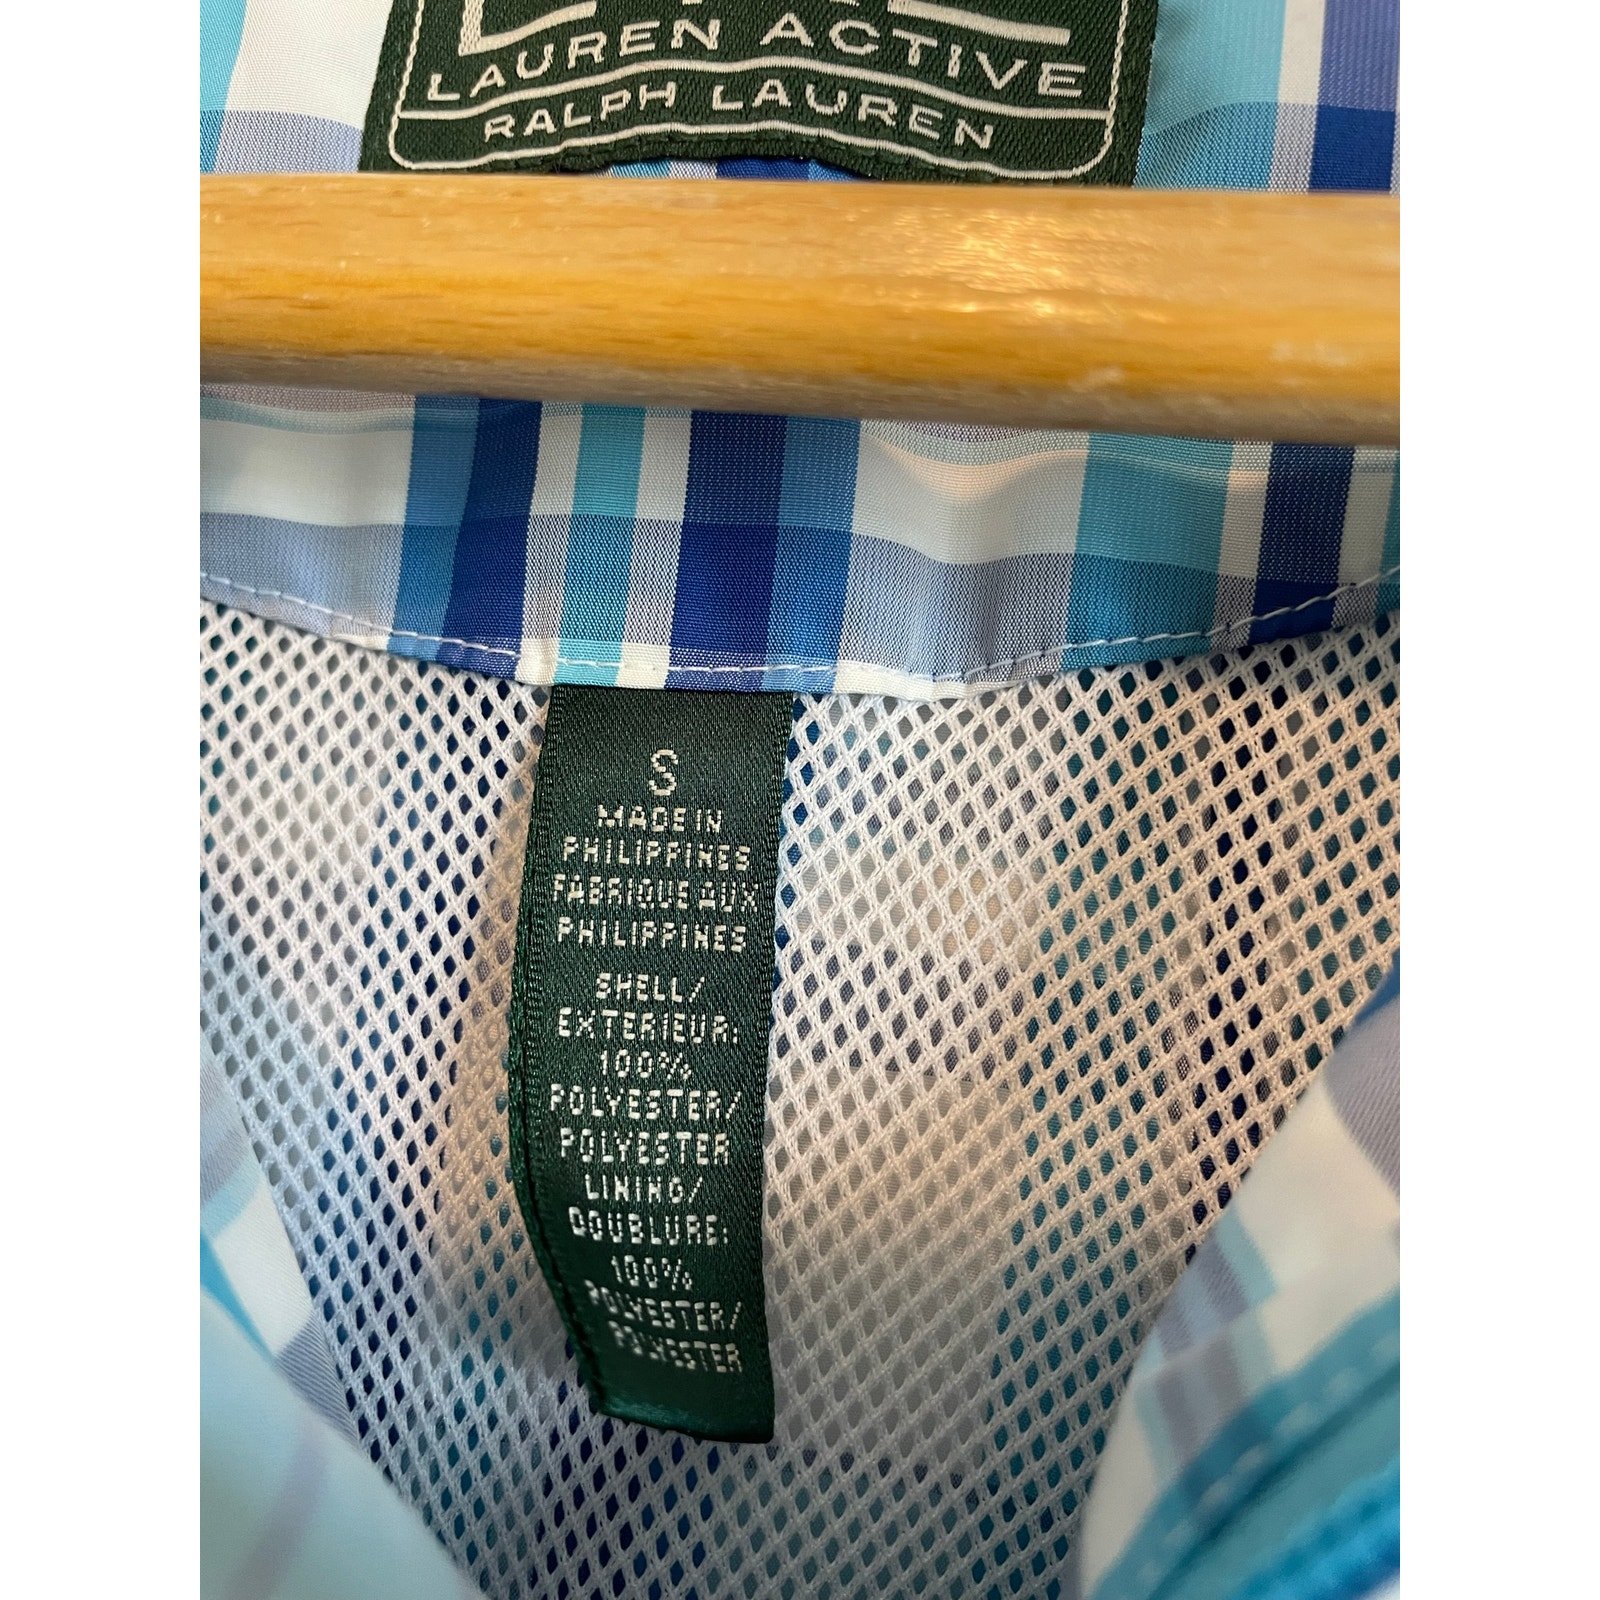 LAUREN ACTIVE
RALPH LAUREN
S
MADE IN
PHILIPPINES
FABRIQUE AUX
PHILIPPINES
SHELL/
EXTERIEUR:
100%
POLYESTER/
POLYESTER
LINING/
DOUBLURE:
100%
POLYESTER/
POLYESTER